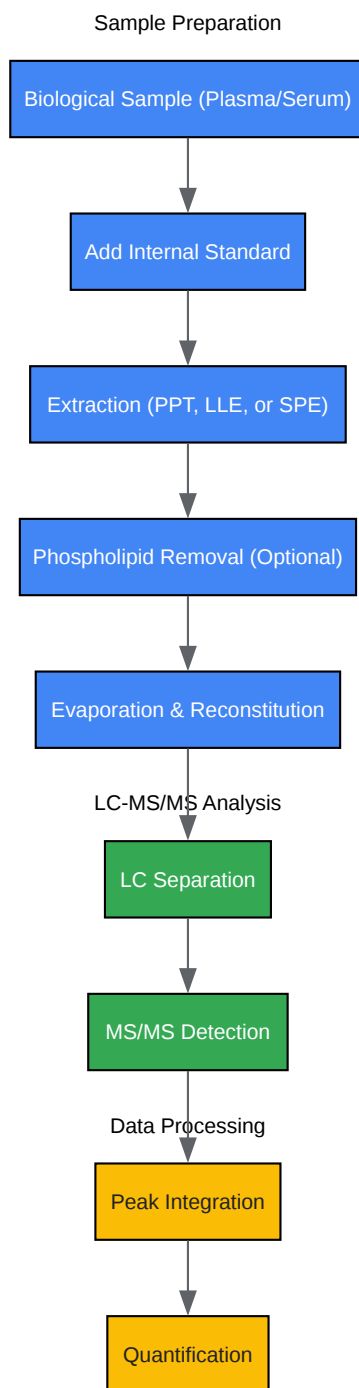 Sample Preparation
Biological Sample (Plasma/Serum)
Add Internal Standard
Extraction (PPT, LLE, or SPE)
Phospholipid Removal (Optional)
Evaporation & Reconstitution
LC-MS/MS Analysis
LC Separation
MS/MS Detection
Data Processing
Peak Integration
Quantification